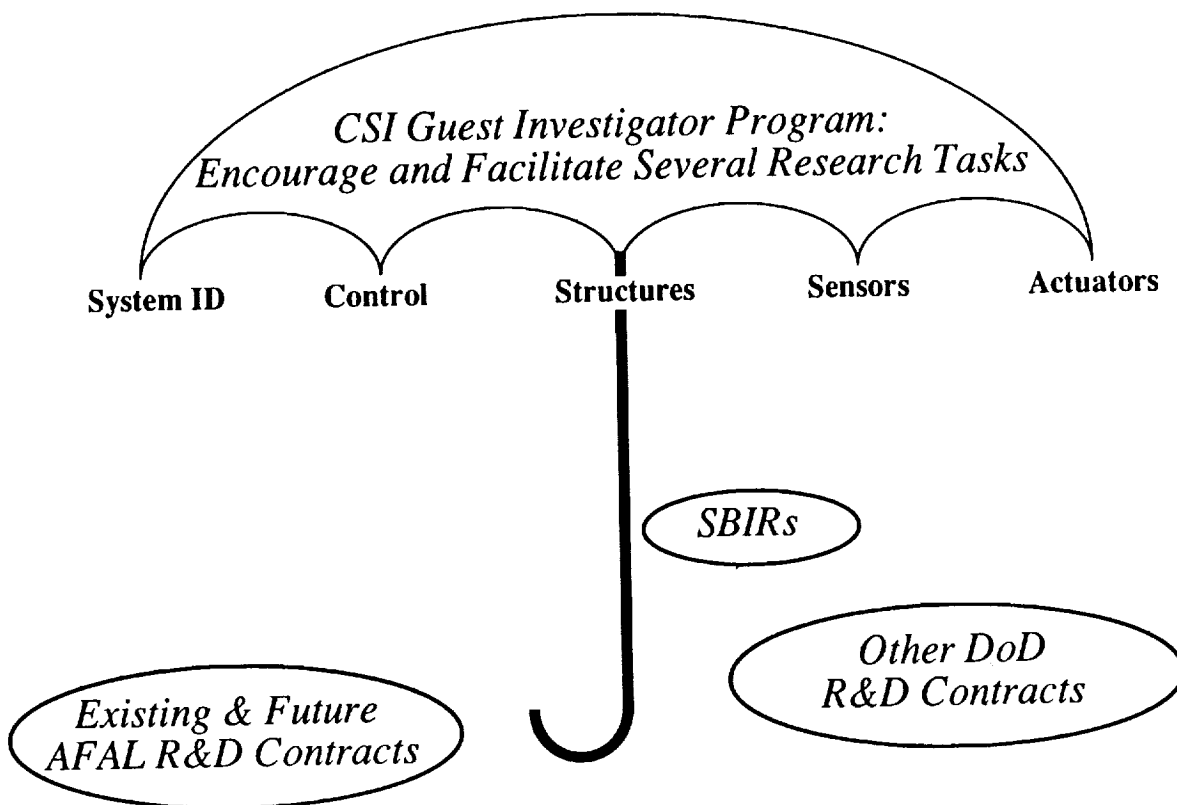 CSI Guest Investigator Program:
Encourage and Facilitate Several Research Tasks
System ID
Control
Structures
Sensors
Actuators
SBIRs
Other DoD
R&D Contracts
Existing & Future
AFAL R&D Contracts